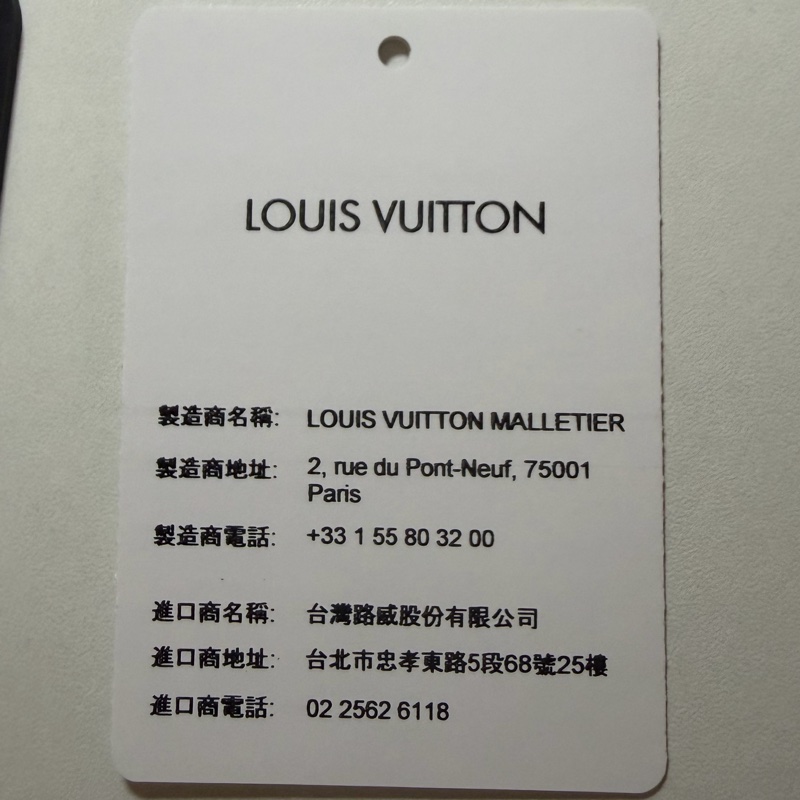 LOUIS VUITTON
製造商名稱: LOUIS VUITTON MALLETIER
製造商地址: 2, rue du Pont-Neuf, 75001
Paris
製造商電話: +33 1 55 80 32 00
進口商名稱: 台灣路威股份有限公司
進口商地址: 台北市忠孝東路5段68號25樓
進口商電話: 02 2562 6118